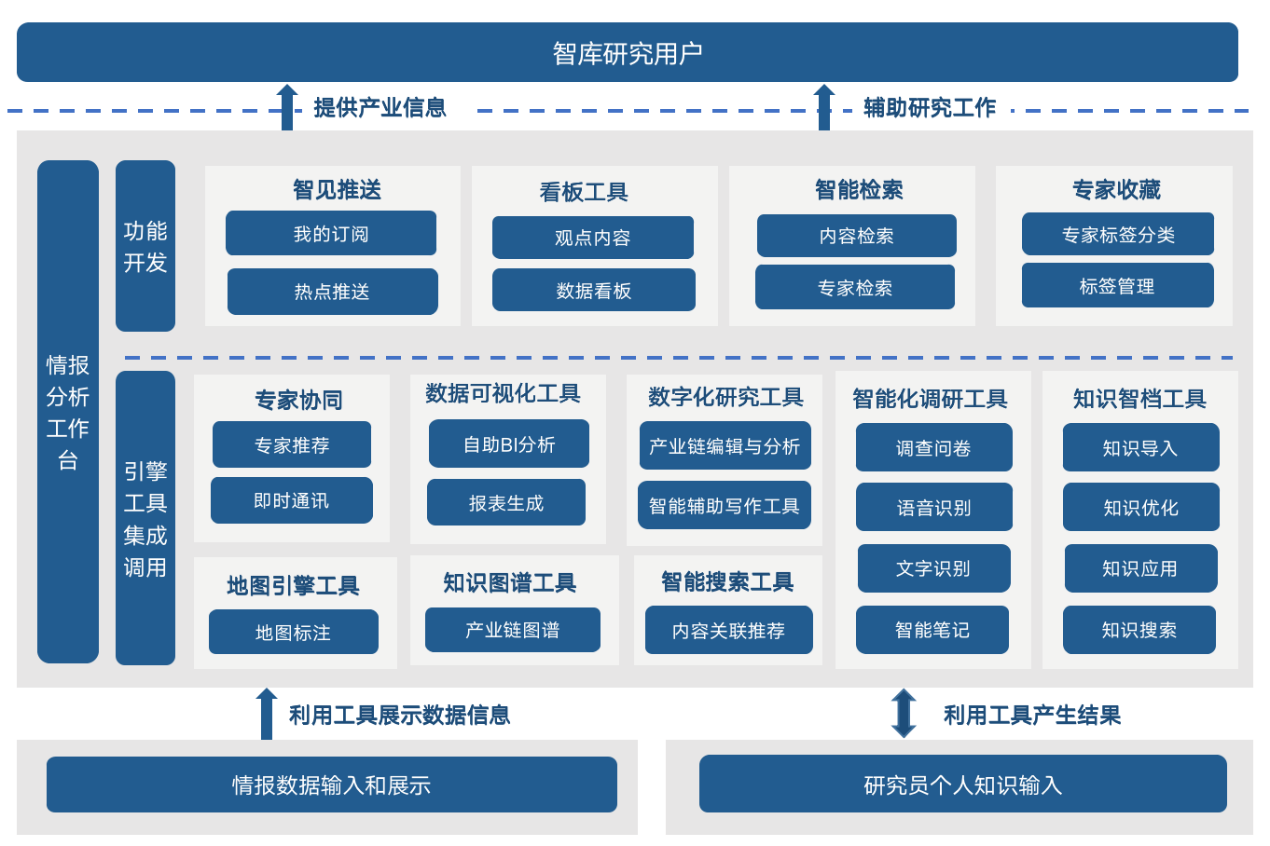 智库研究用户
提供产业信息
辅助研究工作
情报
分析
工作
台
功能
开发
智见推送
我的订阅
热点推送
看板工具
观点内容
数据看板
智能检索
内容检索
专家检索
专家收藏
专家标签分类
标签管理
引擎
工具
集成
调用
专家协同
专家推荐
即时通讯
数据可视化工具
自助BI分析
报表生成
数字化研究工具
产业链编辑与分析
智能辅助写作工具
智能化调研工具
调查问卷
语音识别
文字识别
智能笔记
知识智档工具
知识导入
知识优化
知识应用
知识搜索
地图引擎工具
地图标注
知识图谱工具
产业链图谱
智能搜索工具
内容关联推荐
利用工具展示数据信息
利用工具产生结果
情报数据输入和展示
研究员个人知识输入